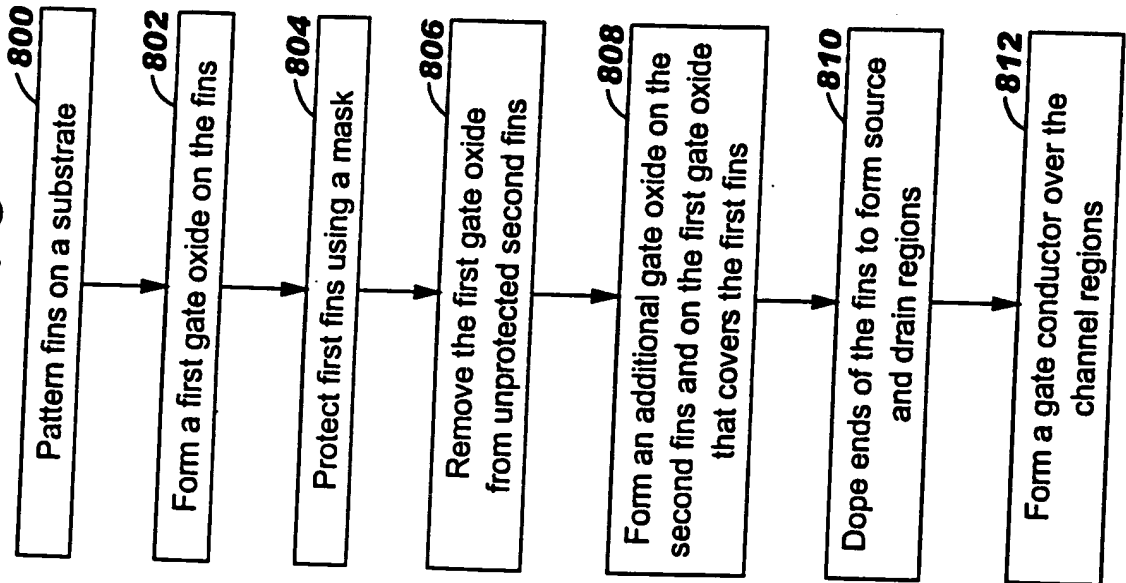 800
Pattern fins on a substrate
802
Form a first gate oxide on the fins
804
Protect first fins using a mask
806
Remove the first gate oxide
from unprotected second fins
808
Form an additional gate oxide on the
second fins and on the first gate oxide
that covers the first fins
810
Dope ends of the fins to form source
and drain regions
812
Form a gate conductor over the
channel regions